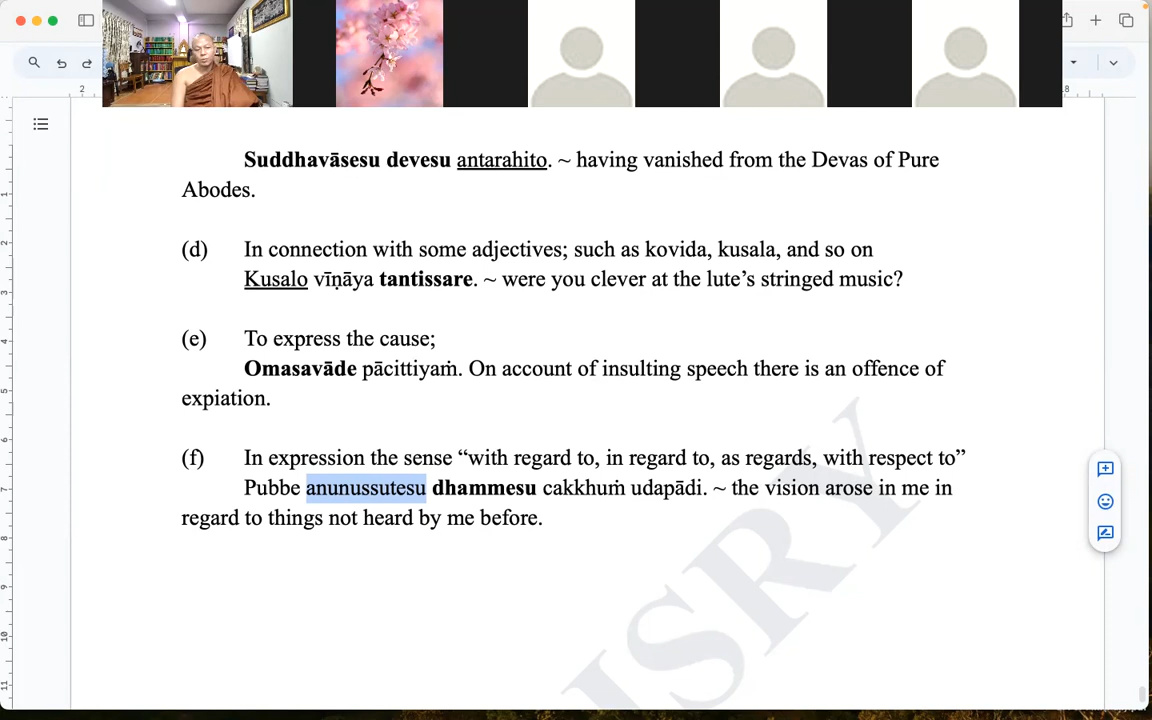 2
8
Suddhavāsesu devesu antarahito. ~ having vanished from the Devas of Pure
Abodes.
(d) In connection with some adjectives; such as kovida, kusala, and so on
Kusalo vīṇāya tantissare. ~ were you clever at the lute’s stringed music?
(e) To express the cause;
Omasavāde pācittiyaṁ. On account of insulting speech there is an offence of
expiation.
(f) In expression the sense “with regard to, in regard to, as regards, with respect to”
Pubbe anunussutesu dhammesu cakkhuṁ udapādi. ~ the vision arose in me in
regard to things not heard by me before.
ISRY